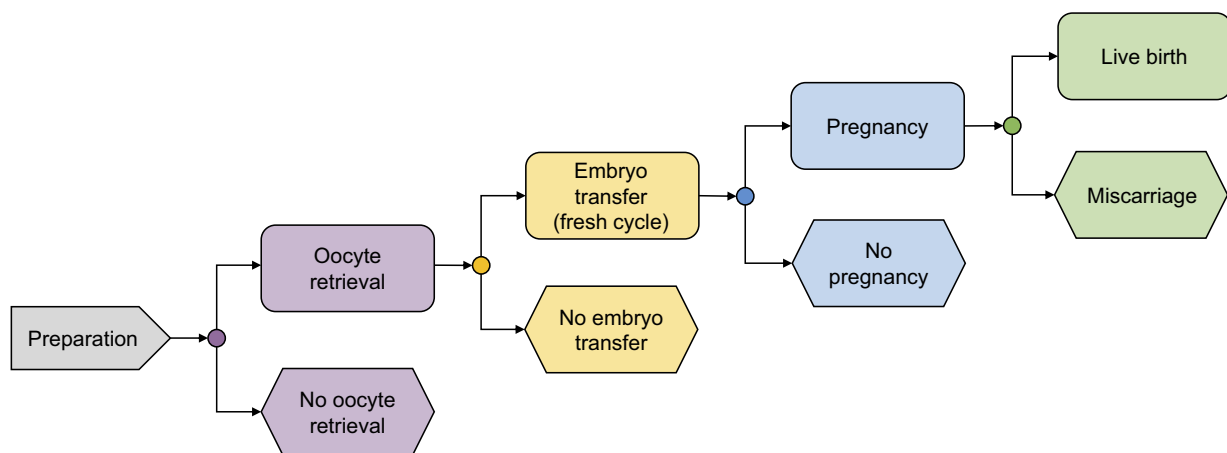 Preparation
Oocyte
retrieval
No oocyte
retrieval
Embryo
transfer
(fresh cycle)
No embryo
transfer
Pregnancy
No
pregnancy
Live birth
Miscarriage